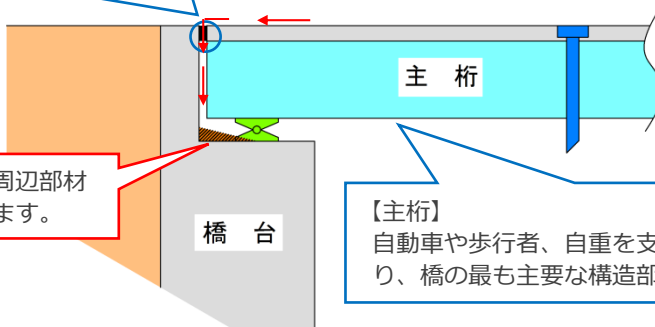 主 桁
周辺部材
ます。
橋 台
【主桁】
自動車や歩行者、自重を支
り、橋の最も主要な構造部